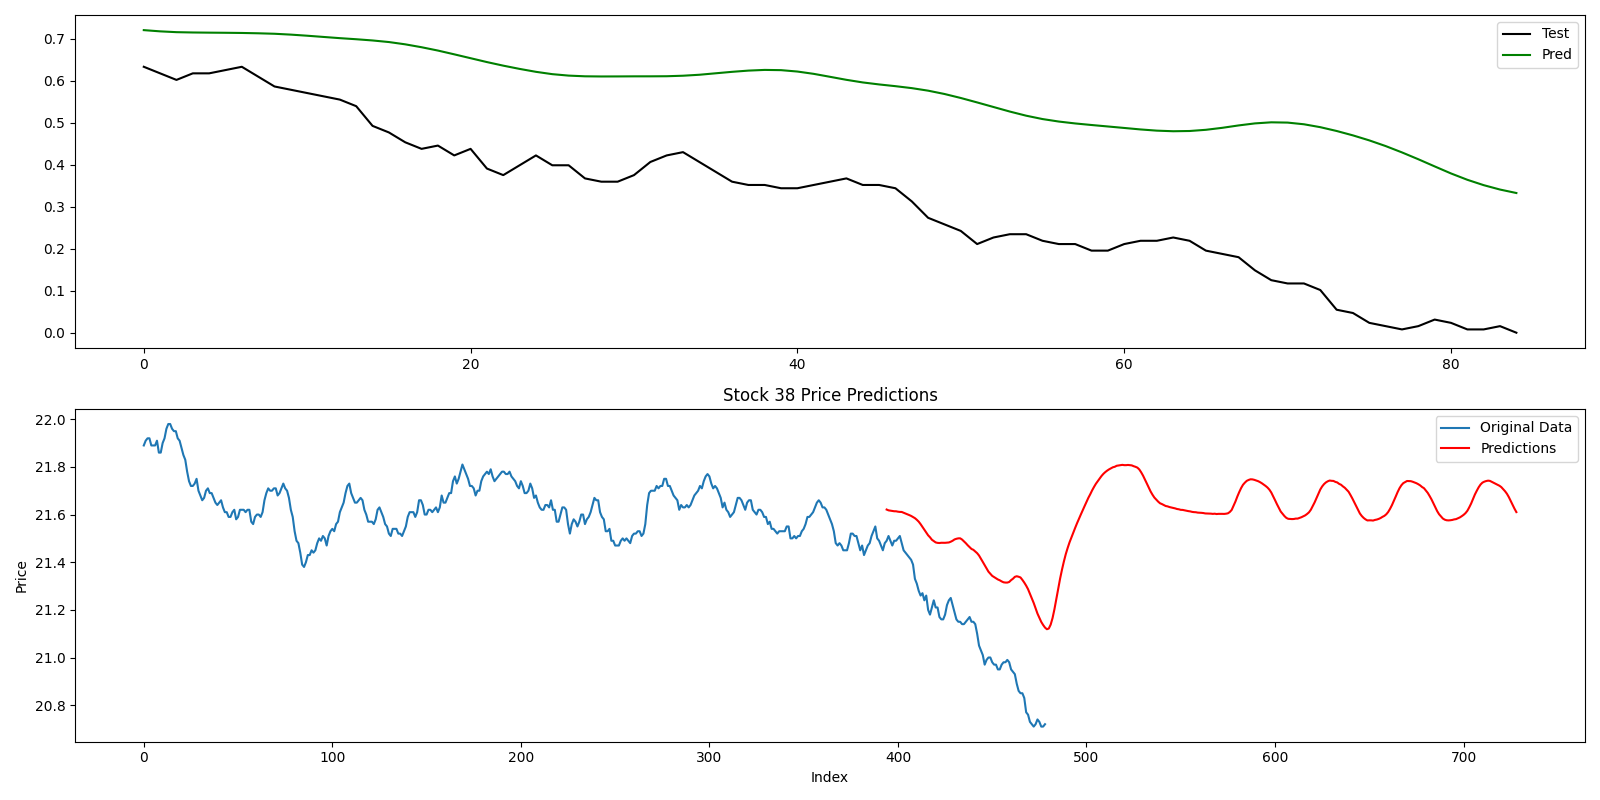 0.7
0.6
0.5
0.4
0.3
0.2
0.1
0.0
0 20 40 60 80
Test
Pred
Stock 38 Price Predictions
22.0
21.8
21.6
21.4
21.2
21.0
20.8
Price
0 100 200 300 400 500 600 700
Index
Original Data
Predictions